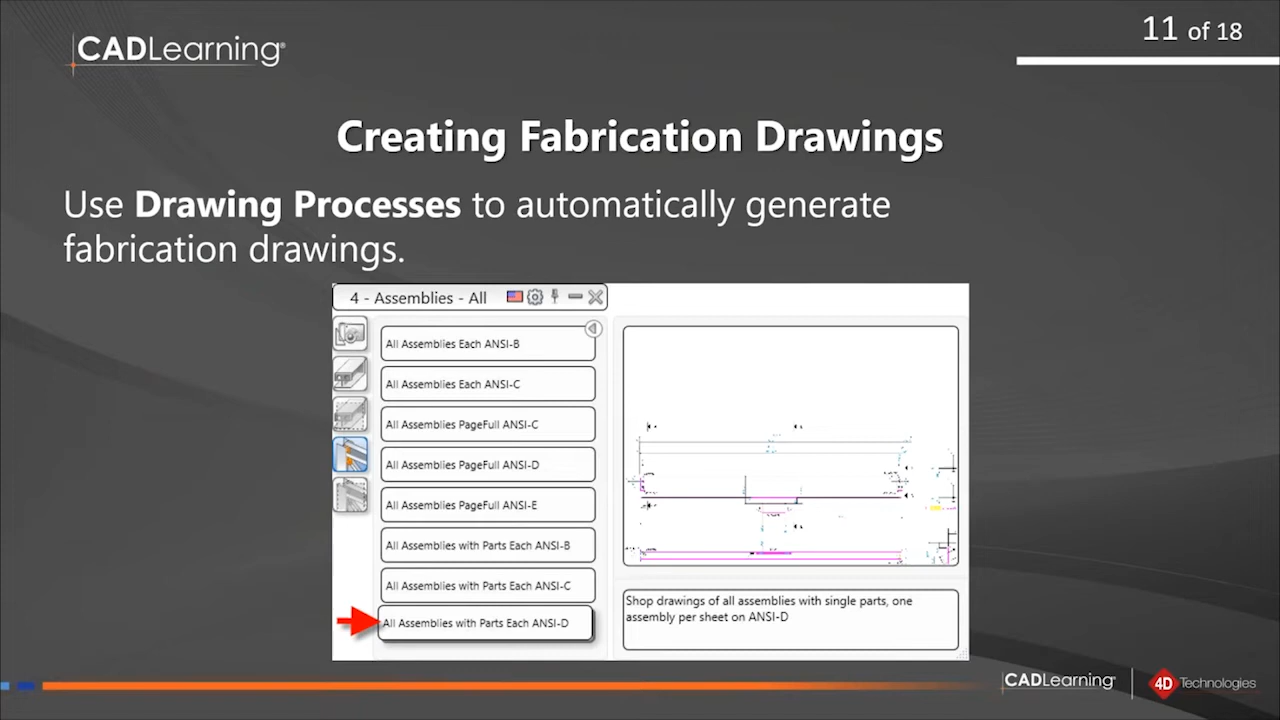 CADLearning®
11 of 18
Creating Fabrication Drawings
Use Drawing Processes to automatically generate
fabrication drawings.
4 - Assemblies - All
All Assemblies Each ANSI-B
All Assemblies Each ANSI-C
All Assemblies PageFull ANSI-C
All Assemblies PageFull ANSI-D
All Assemblies PageFull ANSI-E
All Assemblies with Parts Each ANSI-B
All Assemblies with Parts Each ANSI-C
All Assemblies with Parts Each ANSI-D
Shop drawings of all assemblies with single parts, one
assembly per sheet on ANSI-D
CADLearning®
4D Technologies